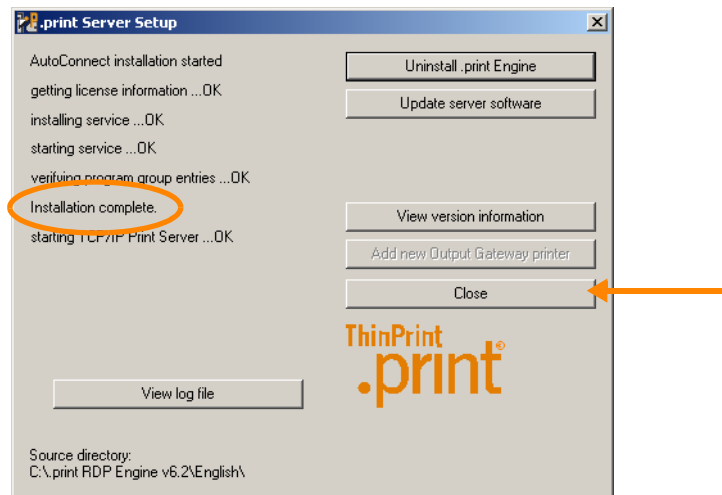 .print Server Setup
AutoConnect installation started
getting license information ...OK
installing service ...OK
starting service ...OK
verifying program group entries ...OK
Installation complete.
starting TCP/IP Print Server ...OK
Uninstall .print Engine
Update server software
View version information
Add new Output Gateway printer
Close
ThinPrint
.print®
View log file
Source directory:
C:\.print RDP Engine v6.2\English\